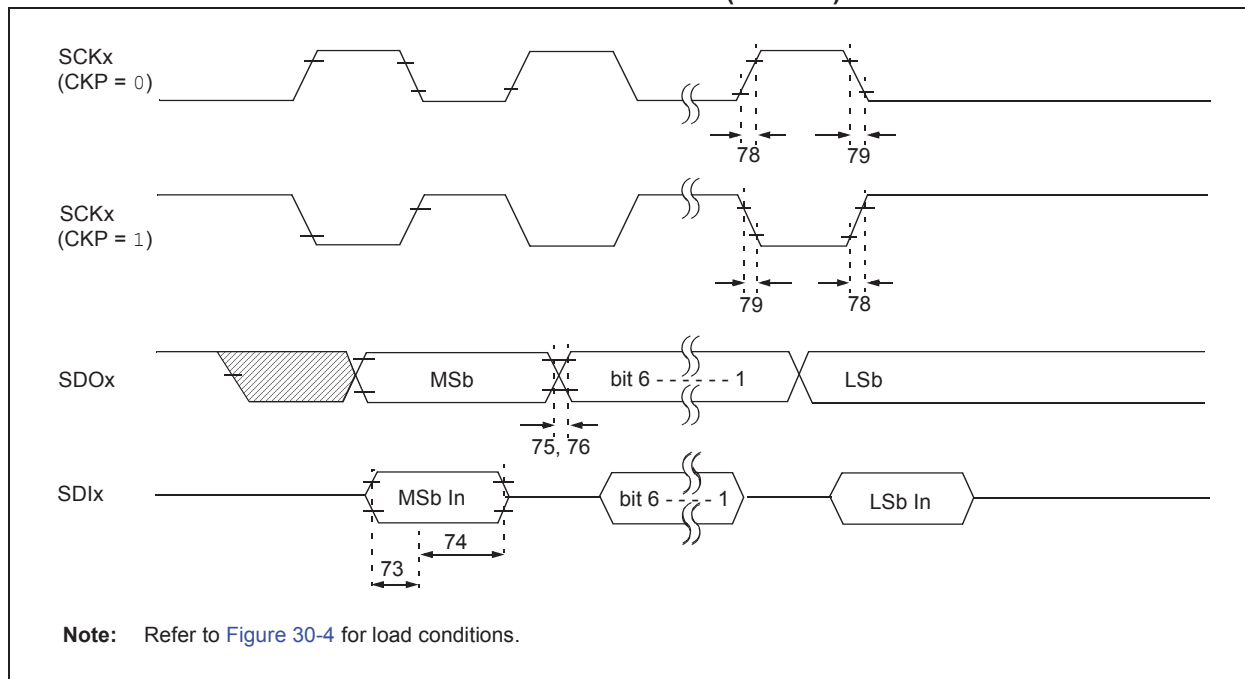 SCKx
(CKP = 0)
78
79
SCKx
(CKP = 1)
79
78
SDOx
MSb
bit 6 - - - - - - 1
LSb
75, 76
SDIx
MSb In
bit 6 - - - - 1
LSb In
74
73
Note: Refer to Figure 30-4 for load conditions.